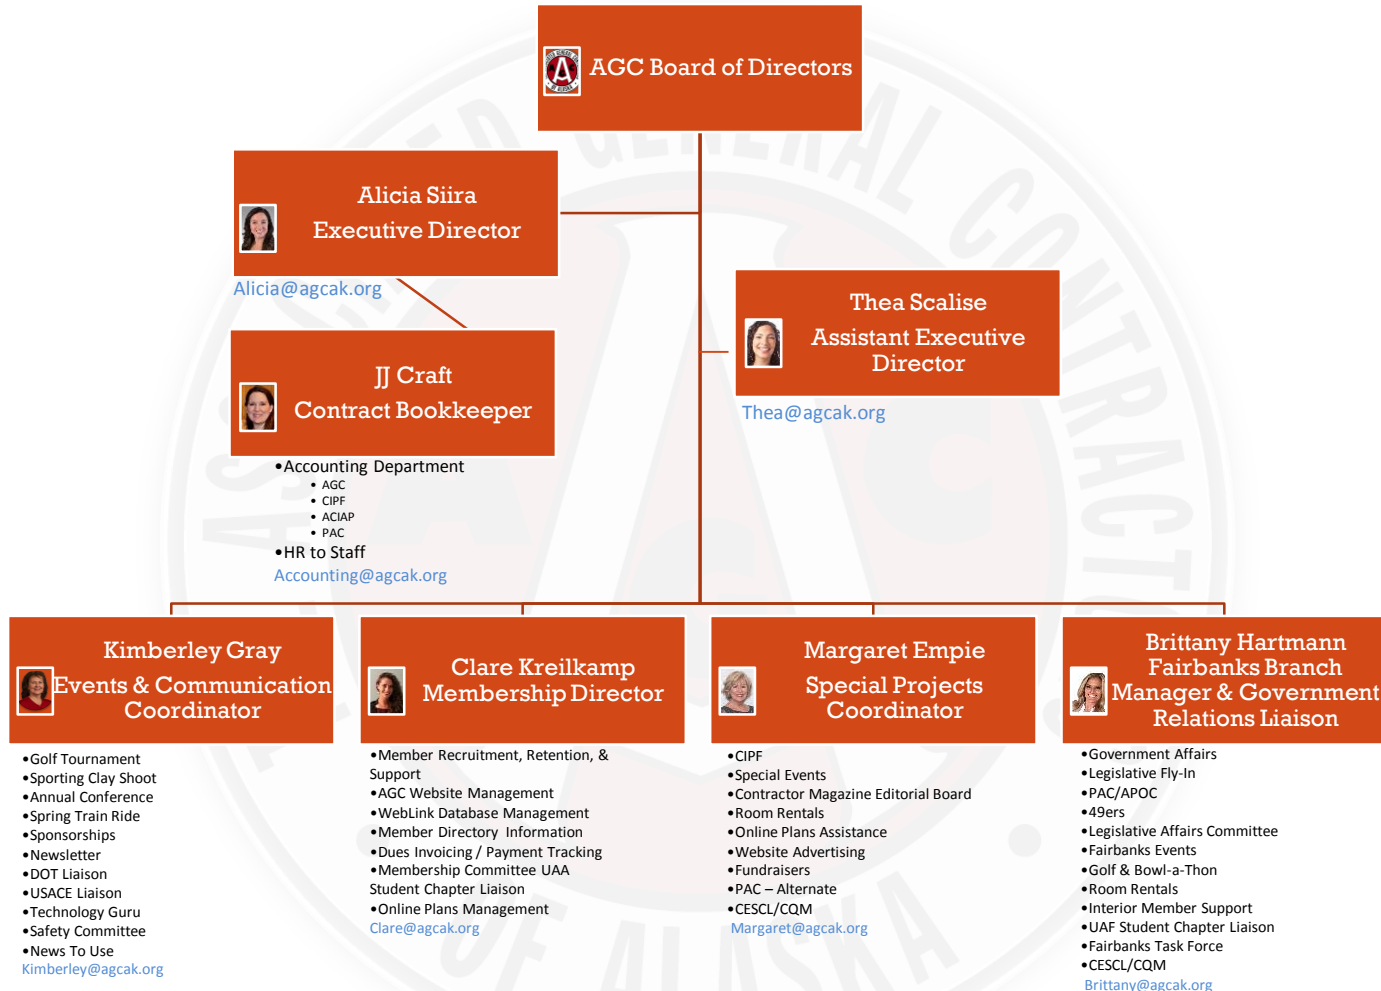 AGC Board of Directors
Alicia Siira
Executive Director
Alicia@agcak.org
Thea Scalise
Assistant Executive
Director
Thea@agcak.org
JJ Craft
Contract Bookkeeper
•Accounting Department
• AGC
• CIPF
• ACIAP
• PAC
•HR to Staff
Accounting@agcak.org
Kimberley Gray
Events & Communication
Coordinator
•Golf Tournament
•Sporting Clay Shoot
•Annual Conference
•Spring Train Ride
•Sponsorships
•Newsletter
•DOT Liaison
•USACE Liaison
•Technology Guru
•Safety Committee
•News To Use
Kimberley@agcak.org
Clare Kreilkamp
Membership Director
•Member Recruitment, Retention, &
Support
•AGC Website Management
•WebLink Database Management
•Member Directory Information
•Dues Invoicing / Payment Tracking
•Membership Committee UAA
Student Chapter Liaison
•Online Plans Management
Clare@agcak.org
Margaret Empie
Special Projects
Coordinator
•CIPF
•Special Events
•Contractor Magazine Editorial Board
•Room Rentals
•Online Plans Assistance
•Website Advertising
•Fundraisers
•PAC – Alternate
•CESCL/CQM
Margaret@agcak.org
Brittany Hartmann
Fairbanks Branch
Manager & Government
Relations Liaison
•Government Affairs
•Legislative Fly-In
•PAC/APOC
•49ers
•Legislative Affairs Committee
•Fairbanks Events
•Golf & Bowl-a-Thon
•Room Rentals
•Interior Member Support
•UAF Student Chapter Liaison
•Fairbanks Task Force
•CESCL/CQM
Brittany@agcak.org